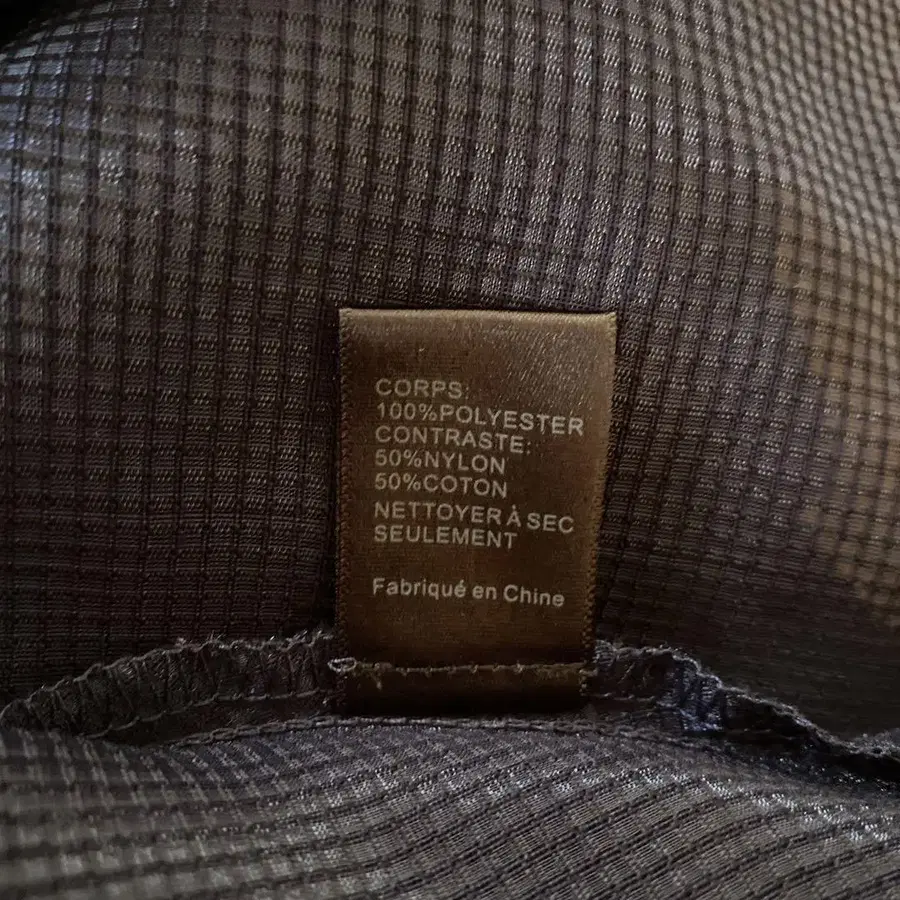 CORPS:
100%POLYESTER
CONTRASTE:
50%NYLON
50%COTON
NETTOYER À SEC
SEULEMENT
Fabriqué en Chine